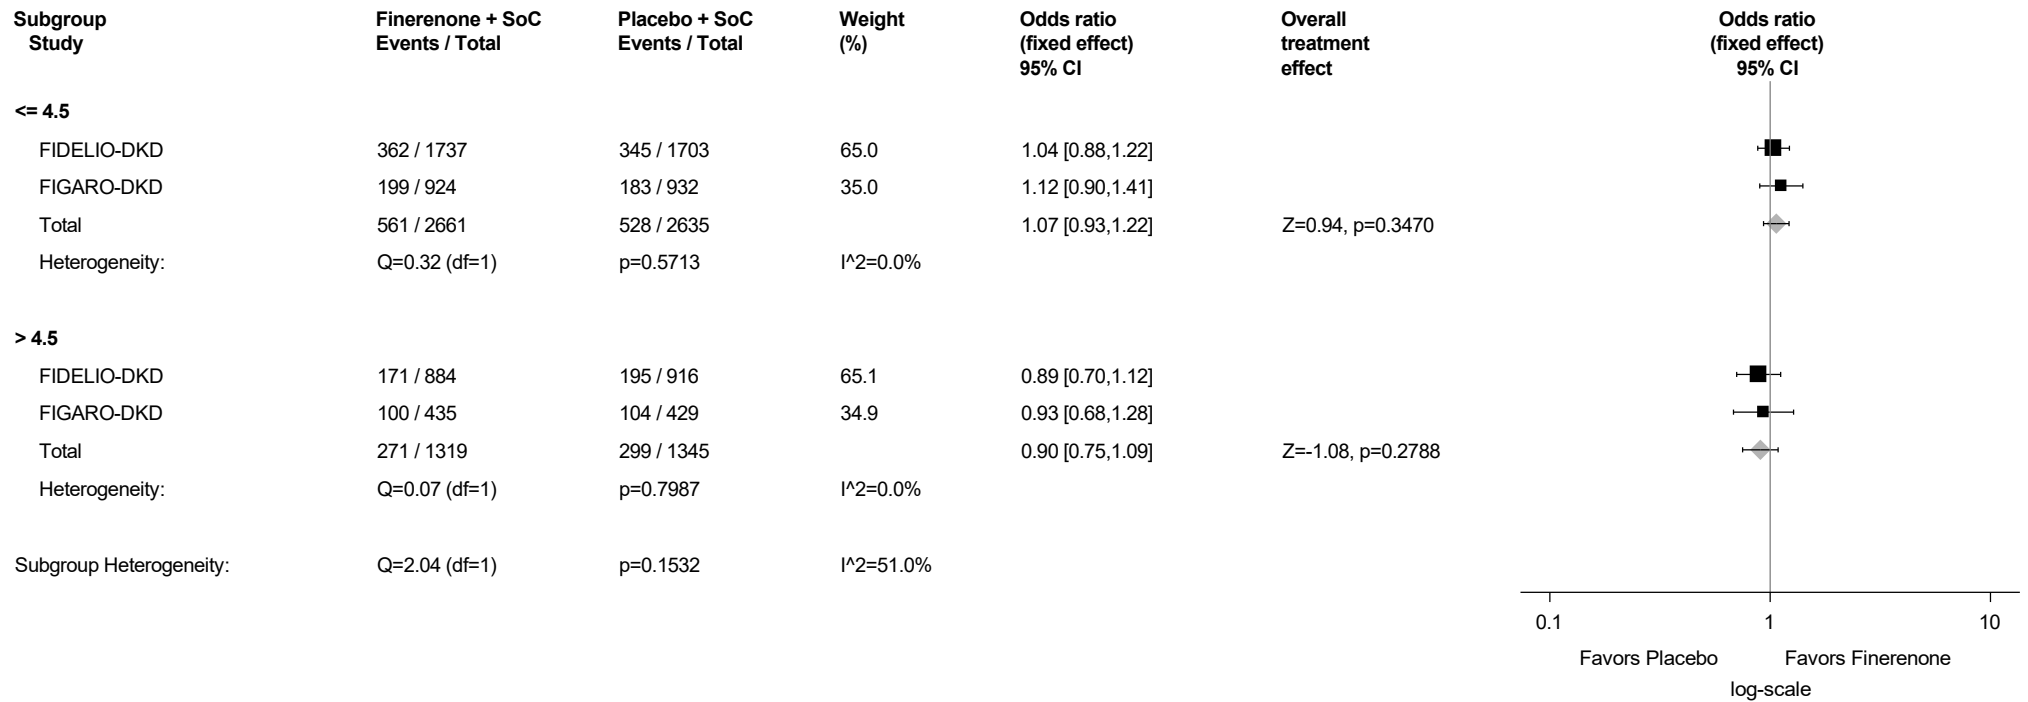 Subgroup Finerenone + SoC Placebo + SoC Weight Odds ratio Overall Odds ratio
Study Events / Total Events / Total (%) (fixed effect) treatment (fixed effect)
95% CI effect 95% CI
<= 4.5
FIDELIO-DKD 362 / 1737 345 / 1703 65.0 1.04 [0.88,1.22]
FIGARO-DKD 199 / 924 183 / 932 35.0 1.12 [0.90,1.41]
Total 561 / 2661 528 / 2635 1.07 [0.93,1.22] Z=0.94, p=0.3470
Heterogeneity: Q=0.32 (df=1) p=0.5713 I^2=0.0%
> 4.5
FIDELIO-DKD 171 / 884 195 / 916 65.1 0.89 [0.70,1.12]
FIGARO-DKD 100 / 435 104 / 429 34.9 0.93 [0.68,1.28]
Total 271 / 1319 299 / 1345 0.90 [0.75,1.09] Z=-1.08, p=0.2788
Heterogeneity: Q=0.07 (df=1) p=0.7987 I^2=0.0%
Subgroup Heterogeneity: Q=2.04 (df=1) p=0.1532 I^2=51.0%
0.1 1 10
Favors Placebo Favors Finerenone
log-scale